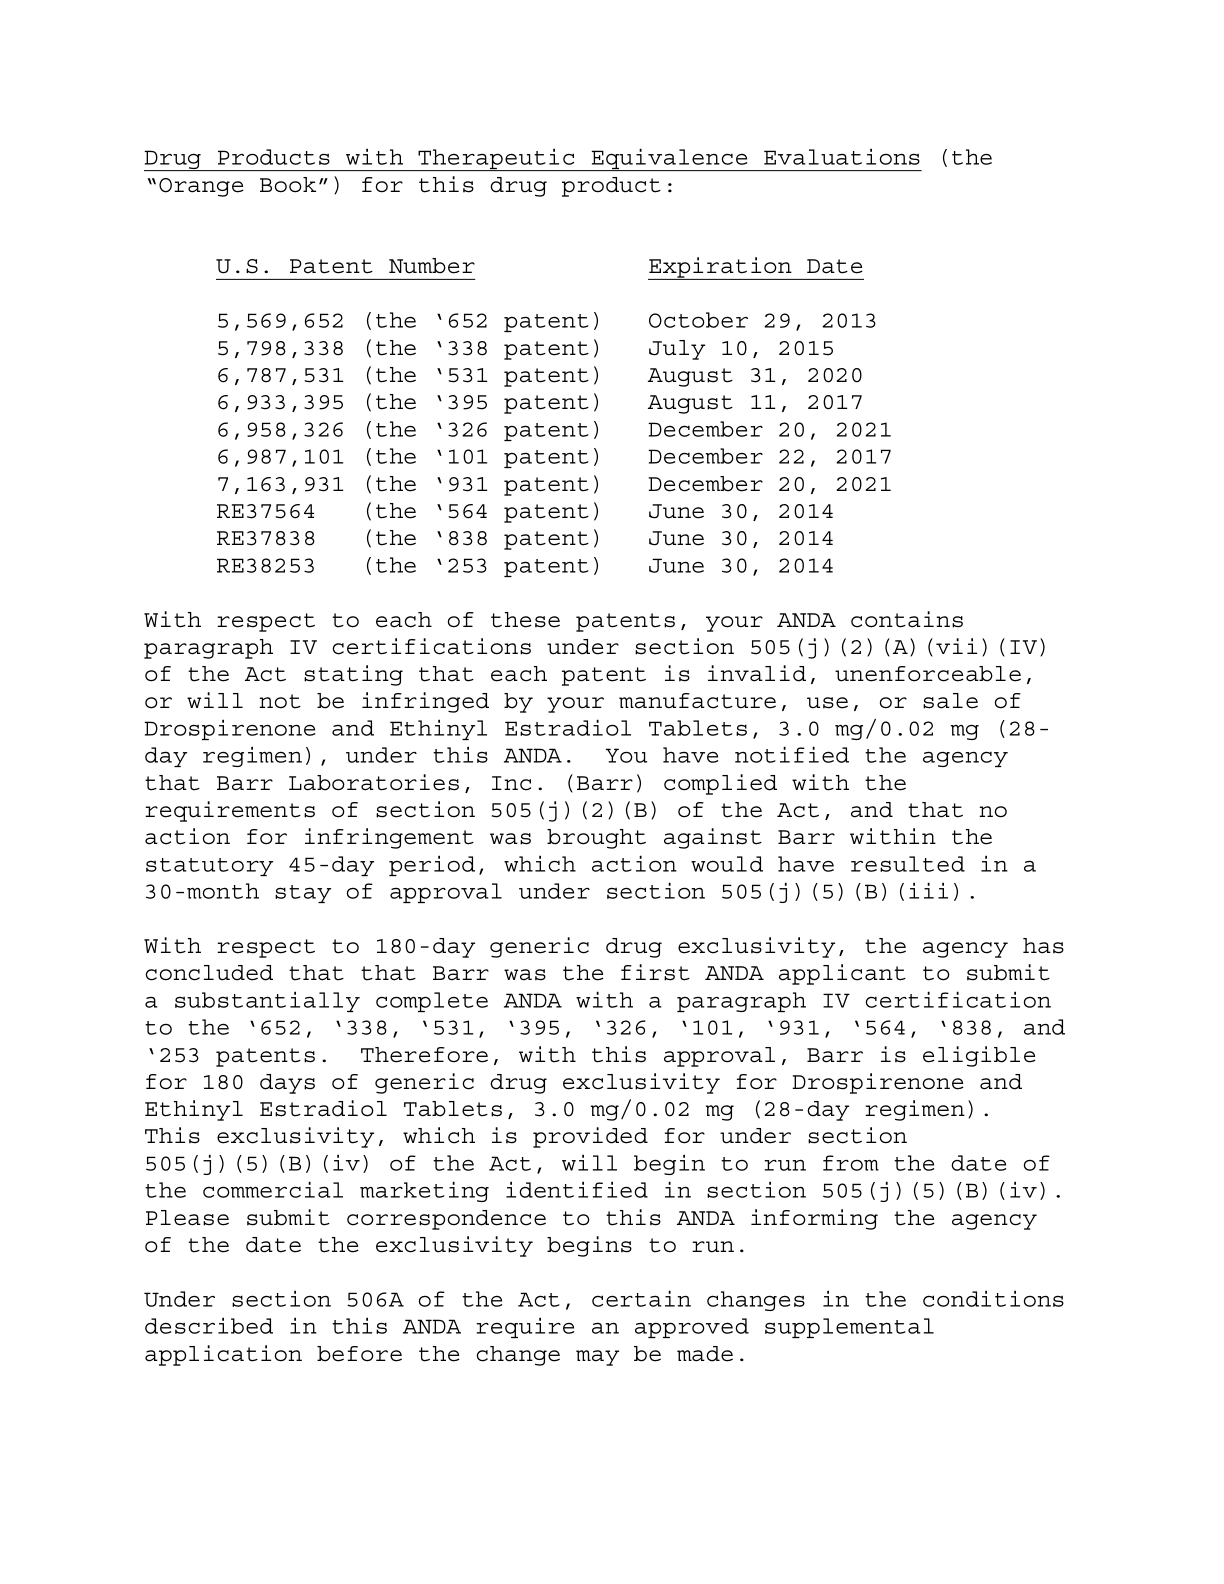 Drug Products with Therapeutic Equivalence Evaluations (the
“Orange Book”) for this drug product:
U.S. Patent Number Expiration Date
5,569,652 (the ‘652 patent) October 29, 2013
5,798,338 (the ‘338 patent) July 10, 2015
6,787,531 (the ‘531 patent) August 31, 2020
6,933,395 (the ‘395 patent) August 11, 2017
6,958,326 (the ‘326 patent) December 20, 2021
6,987,101 (the ‘101 patent) December 22, 2017
7,163,931 (the ‘931 patent) December 20, 2021
RE37564 (the ‘564 patent) June 30, 2014
RE37838 (the ‘838 patent) June 30, 2014
RE38253 (the ‘253 patent) June 30, 2014
With respect to each of these patents, your ANDA contains
paragraph IV certifications under section 505(j)(2)(A)(vii)(IV)
of the Act stating that each patent is invalid, unenforceable,
or will not be infringed by your manufacture, use, or sale of
Drospirenone and Ethinyl Estradiol Tablets, 3.0 mg/0.02 mg (28-
day regimen), under this ANDA.  You have notified the agency
that Barr Laboratories, Inc. (Barr) complied with the
requirements of section 505(j)(2)(B) of the Act, and that no
action for infringement was brought against Barr within the
statutory 45-day period, which action would have resulted in a
30-month stay of approval under section 505(j)(5)(B)(iii).
With respect to 180-day generic drug exclusivity, the agency has
concluded that that Barr was the first ANDA applicant to submit
a substantially complete ANDA with a paragraph IV certification
to the ‘652, ‘338, ‘531, ‘395, ‘326, ‘101, ‘931, ‘564, ‘838, and
‘253 patents.  Therefore, with this approval, Barr is eligible
for 180 days of generic drug exclusivity for Drospirenone and
Ethinyl Estradiol Tablets, 3.0 mg/0.02 mg (28-day regimen).
This exclusivity, which is provided for under section
505(j)(5)(B)(iv) of the Act, will begin to run from the date of
the commercial marketing identified in section 505(j)(5)(B)(iv).
Please submit correspondence to this ANDA informing the agency
of the date the exclusivity begins to run.
Under section 506A of the Act, certain changes in the conditions
described in this ANDA require an approved supplemental
application before the change may be made.